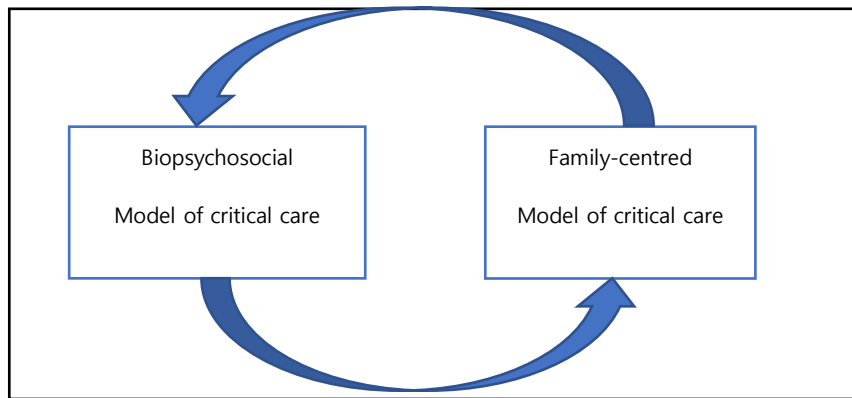 Biopsychosocial
Model of critical care
Family-centred
Model of critical care